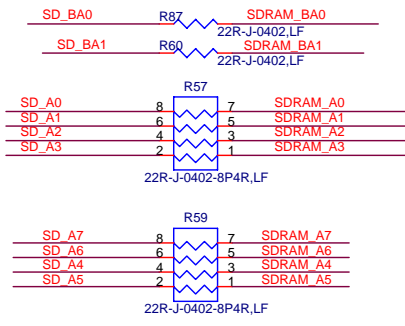 SD_BA0 R87 SDRAM_BA0
22R-J-0402,LF
SD_BA1 R60 SDRAM_BA1
22R-J-0402,LF
R57
SD_A0 8 7 SDRAM_A0
SD_A1 6 5 SDRAM_A1
SD_A2 4 3 SDRAM_A2
SD_A3 2 1 SDRAM_A3
22R-J-0402-8P4R,LF
R59
SD_A7 8 7 SDRAM_A7
SD_A6 6 5 SDRAM_A6
SD_A4 4 3 SDRAM_A4
SD_A5 2 1 SDRAM_A5
22R-J-0402-8P4R,LF